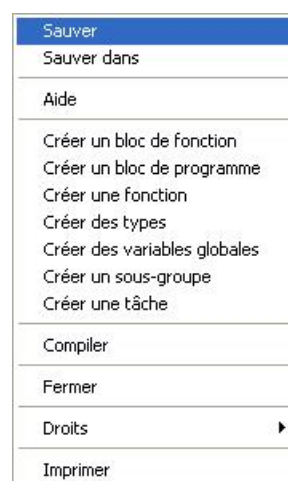 Sauver
Sauver dans
Aide
Créer un bloc de fonction
Créer un bloc de programme
Créer une fonction
Créer des types
Créer des variables globales
Créer un sous-groupe
Créer une tâche
Compiler
Fermer
Droits
Imprimer